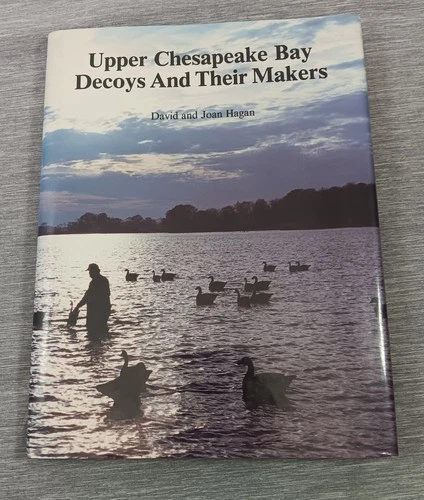 Upper Chesapeake Bay
Decoys And Their Makers
David and Joan Hagan